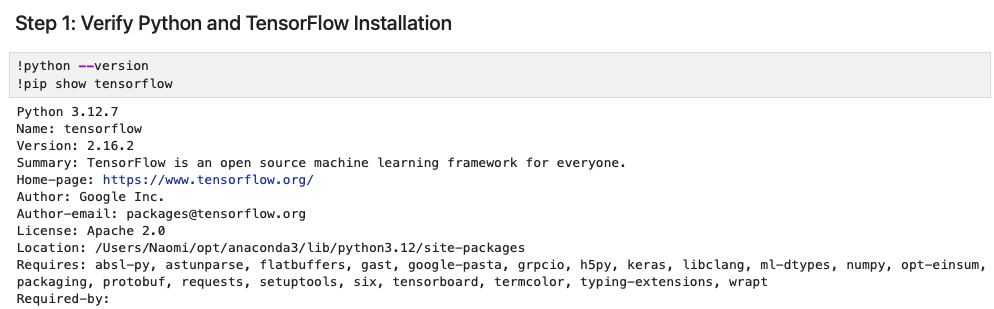 Step 1: Verify Python and TensorFlow Installation
!python --version
!pip show tensorflow
Python 3.12.7
Name: tensorflow
Version: 2.16.2
Summary: TensorFlow is an open source machine learning framework for everyone.
Home-page: https://www.tensorflow.org/
Author: Google Inc.
Author-email: packages@tensorflow.org
License: Apache 2.0
Location: /Users/Naomi/opt/anaconda3/lib/python3.12/site-packages
Requires: absl-py, astunparse, flatbuffers, gast, google-pasta, grpcio, h5py, keras, libclang, ml-dtypes, numpy, opt-einsum,
packaging, protobuf, requests, setuptools, six, tensorboard, termcolor, typing-extensions, wrapt
Required-by: